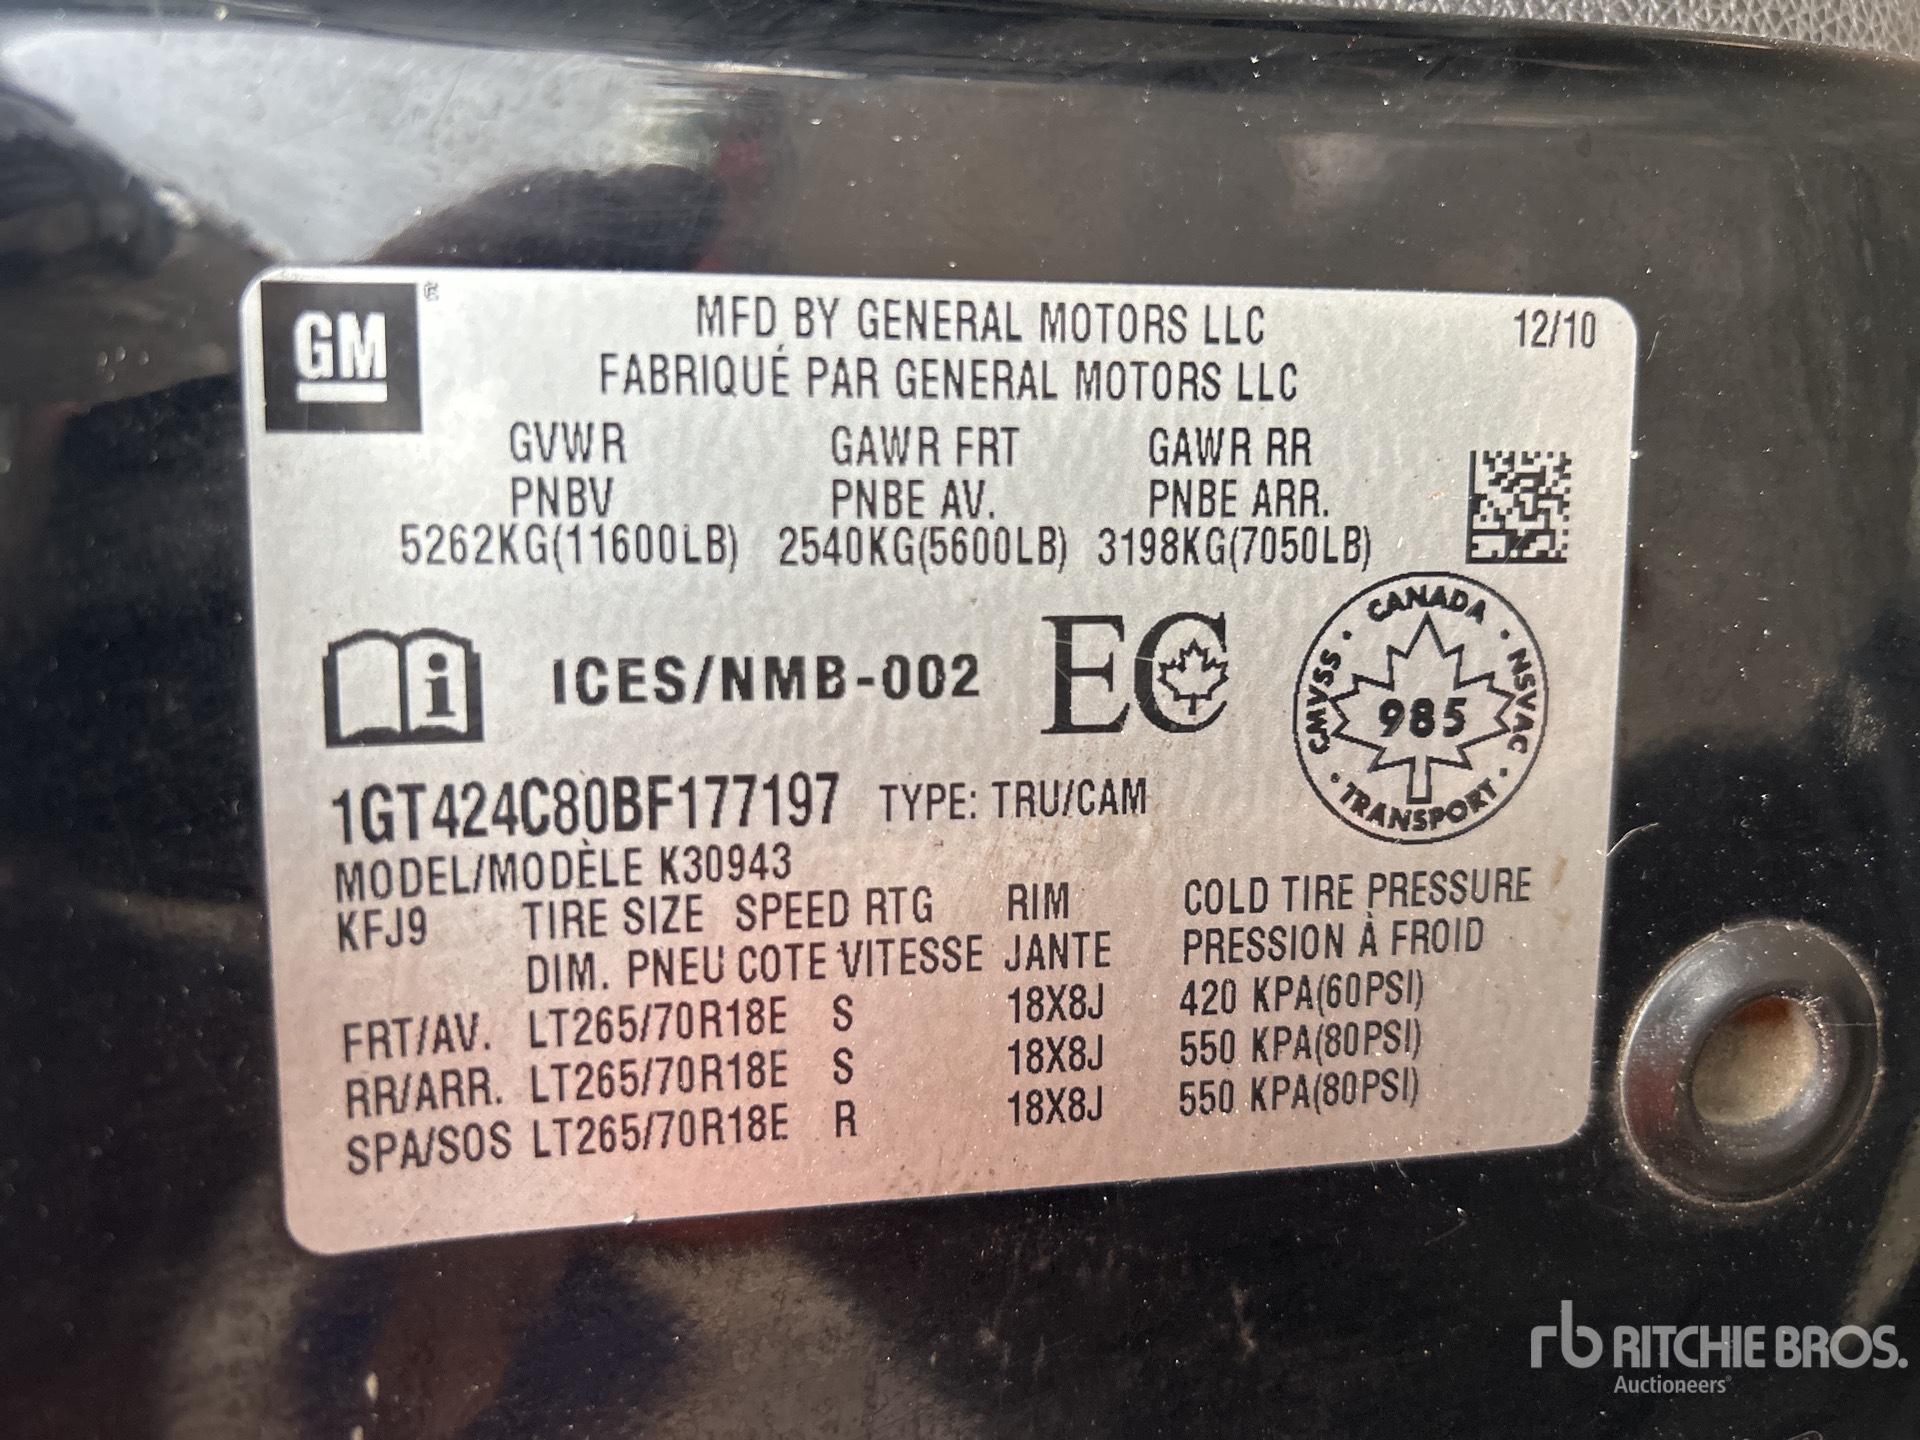 GM
MFD BY GENERAL MOTORS LLC 12/10
FABRIQUÉ PAR GENERAL MOTORS LLC
GVWR GAWR FRT GAWR RR
PNBV PNBE AV. PNBE ARR.
5262KG(11600LB) 2540KG(5600LB) 3198KG(7050LB)
ICES/NMB-002 EC
CANADA
CMVSS 985 NSVAC
TRANSPORT
1GT424C80BF177197 TYPE: TRU/CAM
MODEL/MODÈLE K30943
KFJ9 TIRE SIZE SPEED RTG RIM COLD TIRE PRESSURE
DIM. PNEU COTE VITESSE JANTE PRESSION À FROID
FRT/AV. LT265/70R18E S 18X8J 420 KPA(60PSI)
RR/ARR. LT265/70R18E S 18X8J 550 KPA(80PSI)
SPA/SOS LT265/70R18E R 18X8J 550 KPA(80PSI)
rb RITCHIE BROS.
Auctioneers